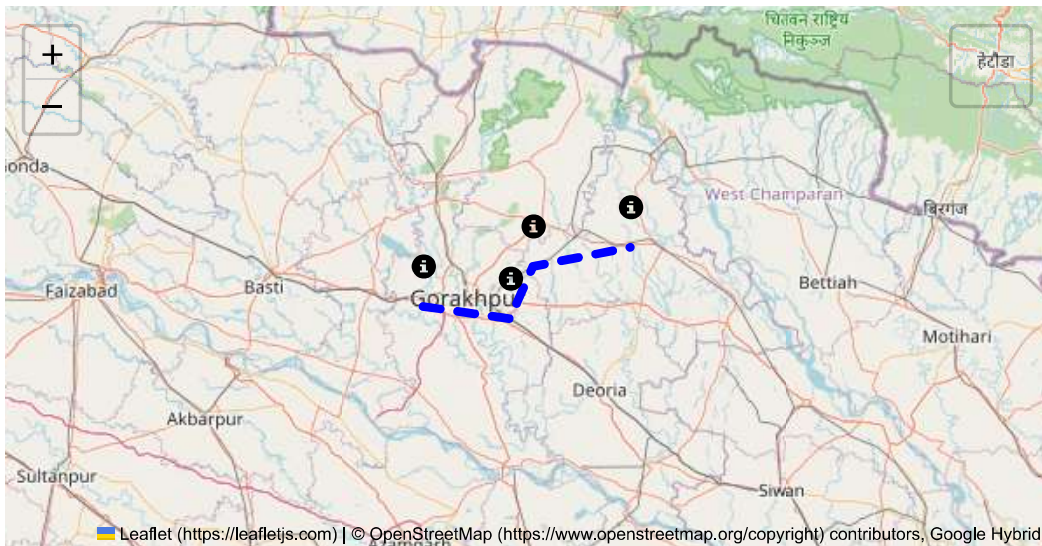 चितवन राष्ट्रिय
निकुञ्ज
+
हेटौडा
−
onda
West Champaran
बिरगंज
Faizabad
Basti
Gorakhpu
Bettiah
Motihari
Deoria
Akbarpur
Sultanpur
Siwan
Leaflet (https://leafletjs.com) | © OpenStreetMap (https://www.openstreetmap.org/copyright) contributors, Google Hybrid